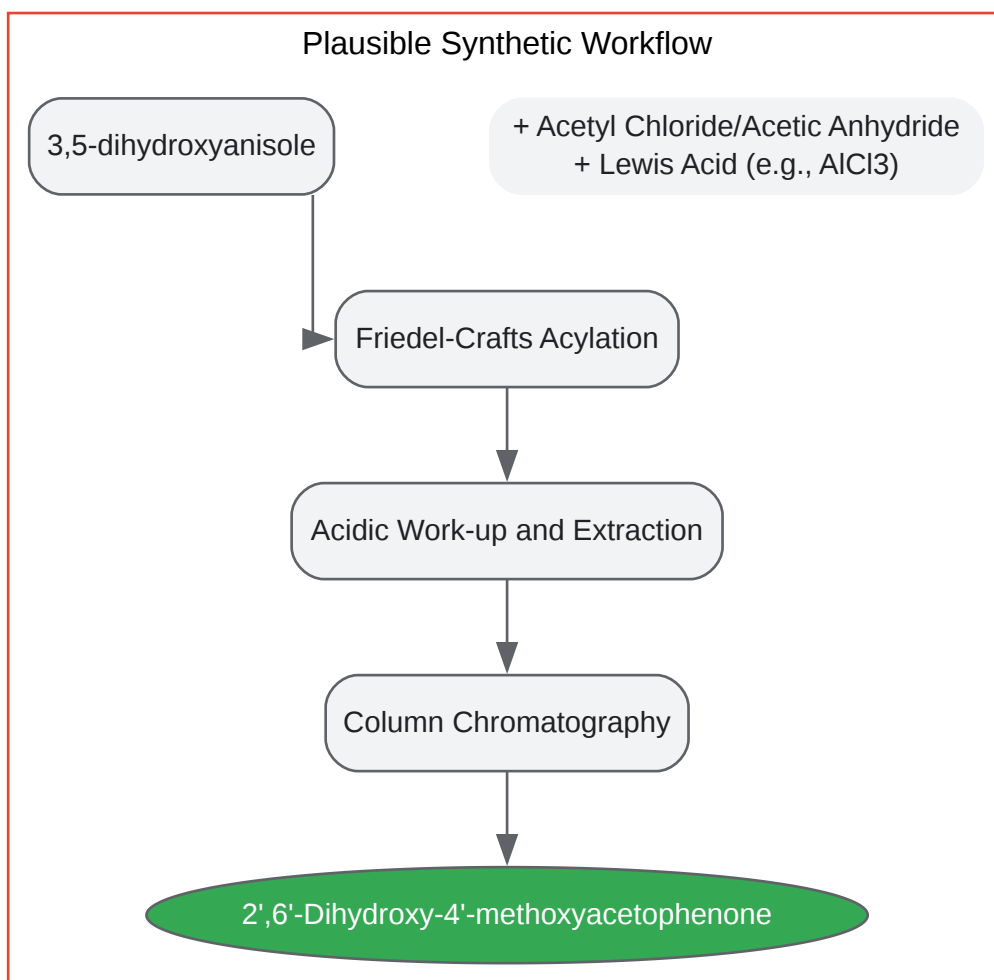 Plausible Synthetic Workflow
3,5-dihydroxyanisole
+ Acetyl Chloride/Acetic Anhydride
+ Lewis Acid (e.g., AlCl3)
Friedel-Crafts Acylation
Acidic Work-up and Extraction
Column Chromatography
2',6'-Dihydroxy-4'-methoxyacetophenone